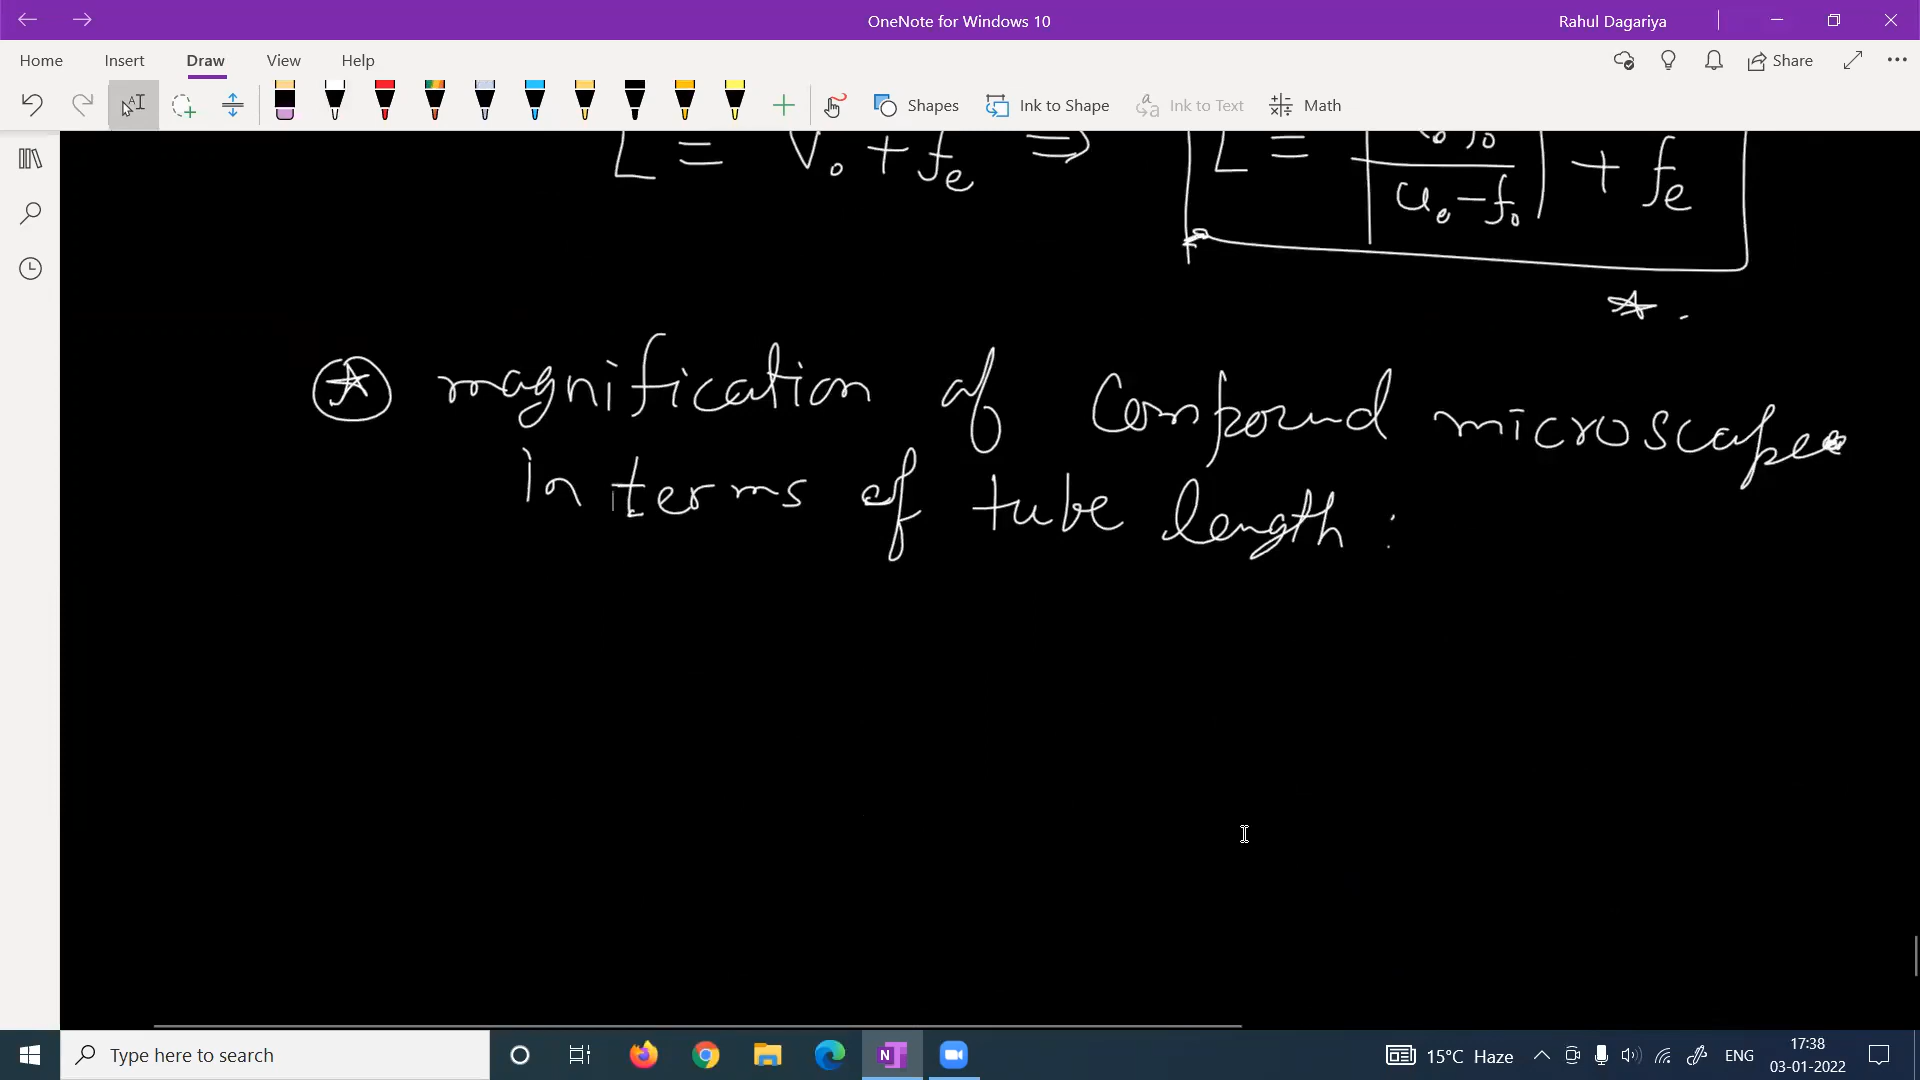 OneNote for Windows 10
Rahul Dagariya
Home Insert Draw View Help
Share
Shapes Ink to Shape Ink to Text Math
L = V₀ + fₑ ⇒ L = | / u₀ - f₀ | + fₑ
magnification of Compound microscope
In terms of tube length :
Type here to search
15°C Haze
ENG
17:38
03-01-2022